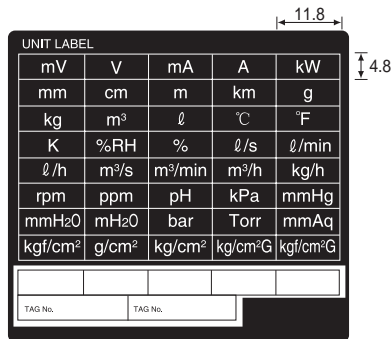 11.8
UNIT LABEL
mV V mA A kW
4.8
mm cm m km g
kg m³ ℓ ℃ °F
K %RH % ℓ/s ℓ/min
ℓ/h m³/s m³/min m³/h kg/h
rpm ppm pH kPa mmHg
mmH2O mH2O bar Torr mmAq
kgf/cm² g/cm² kg/cm² kg/cm²G kgf/cm²G
TAG No. TAG No.